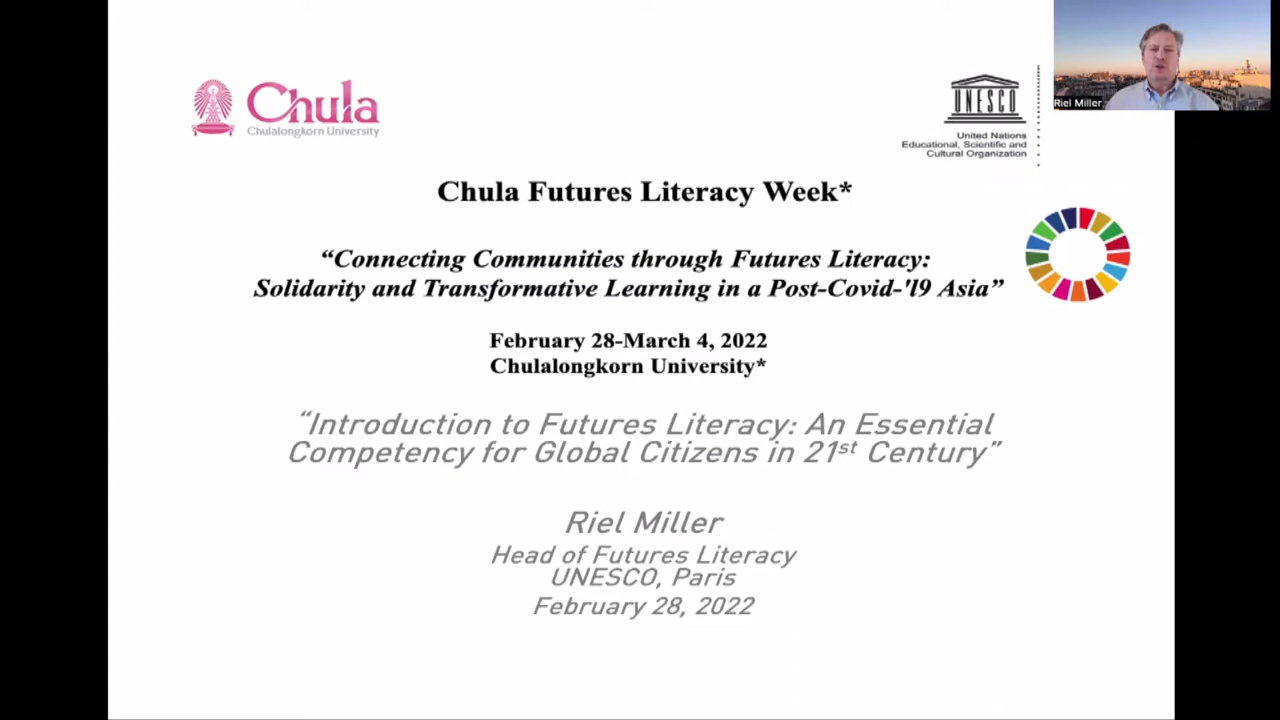 Chula
Chulalongkorn University
UNESCO
United Nations
Educational, Scientific and
Cultural Organization
Riel Miller
Chula Futures Literacy Week*
“Connecting Communities through Futures Literacy:
Solidarity and Transformative Learning in a Post-Covid-'l9 Asia”
February 28-March 4, 2022
Chulalongkorn University*
“Introduction to Futures Literacy: An Essential
Competency for Global Citizens in 21st Century”
Riel Miller
Head of Futures Literacy
UNESCO, Paris
February 28, 2022